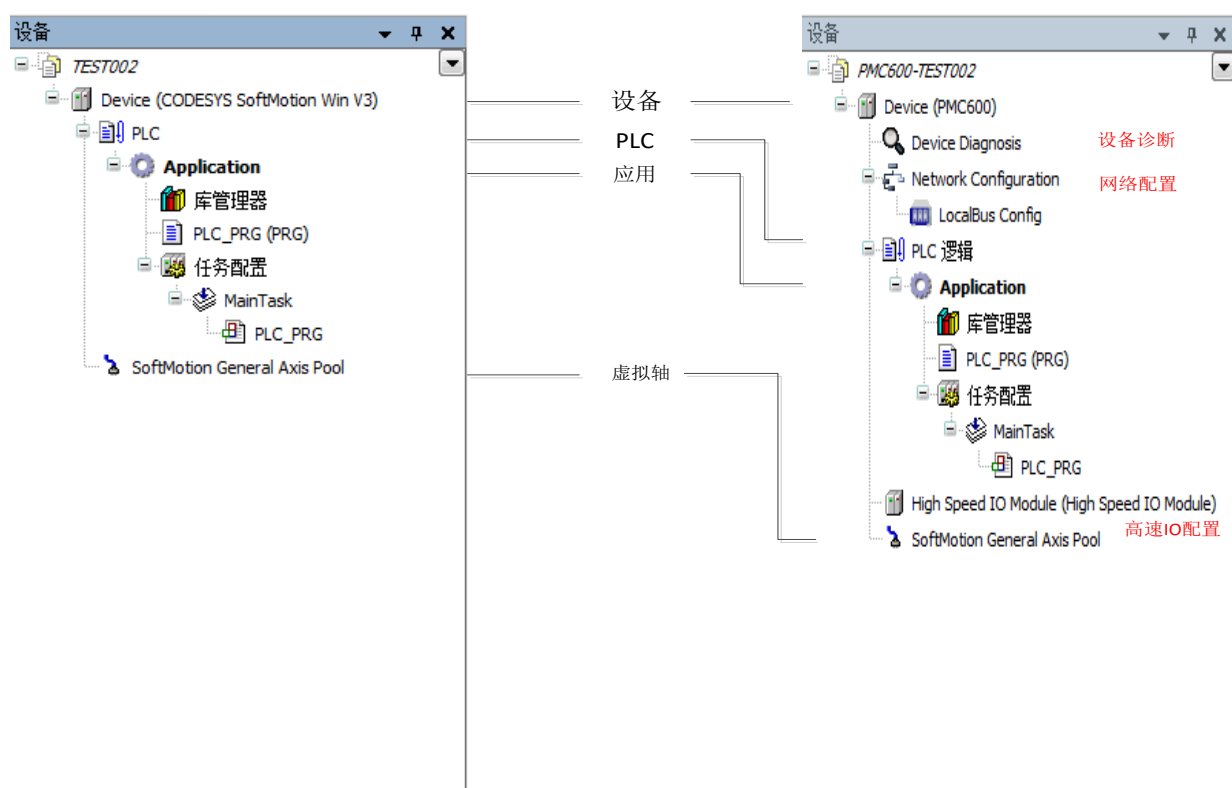 设备
TEST002
Device (CODESYS SoftMotion Win V3)
PLC
Application
库管理器
PLC_PRG (PRG)
任务配置
MainTask
PLC_PRG
SoftMotion General Axis Pool
设备
PLC
应用
虚拟轴
设备
PMC600-TEST002
Device (PMC600)
Device Diagnosis 设备诊断
Network Configuration 网络配置
LocalBus Config
PLC 逻辑
Application
库管理器
PLC_PRG (PRG)
任务配置
MainTask
PLC_PRG
High Speed IO Module (High Speed IO Module)
SoftMotion General Axis Pool 高速IO配置